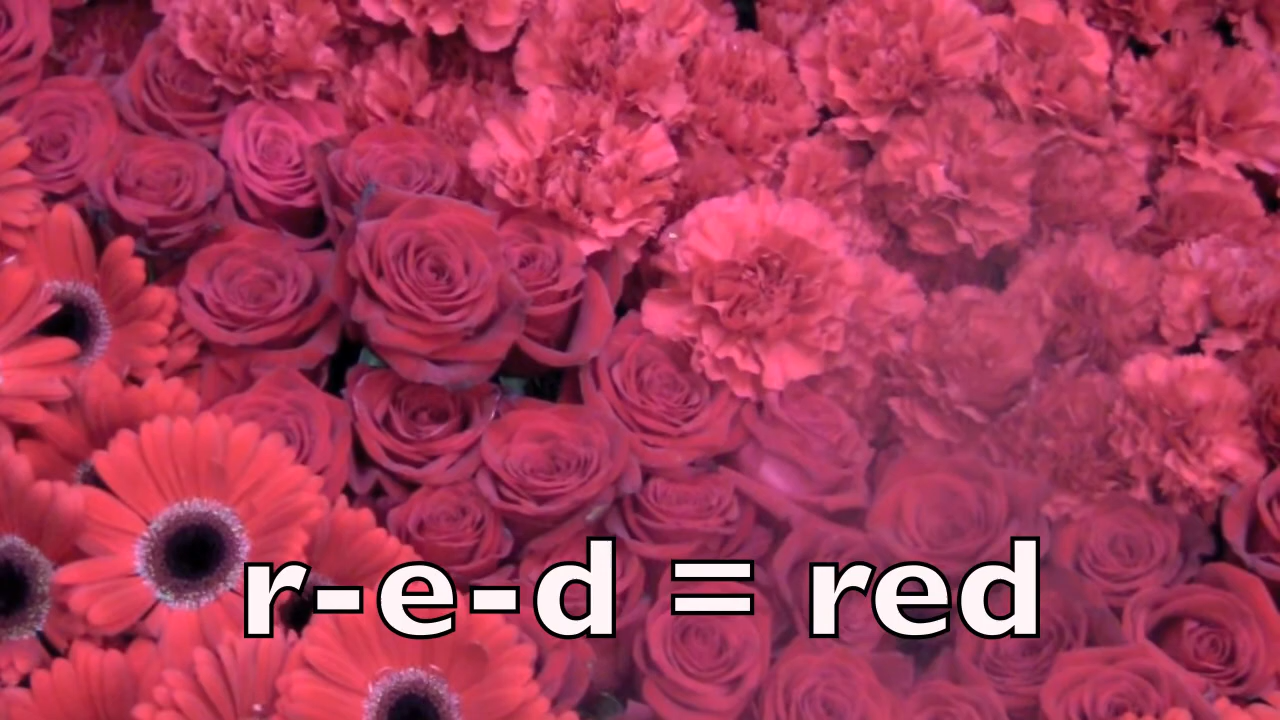 r-e-d = red